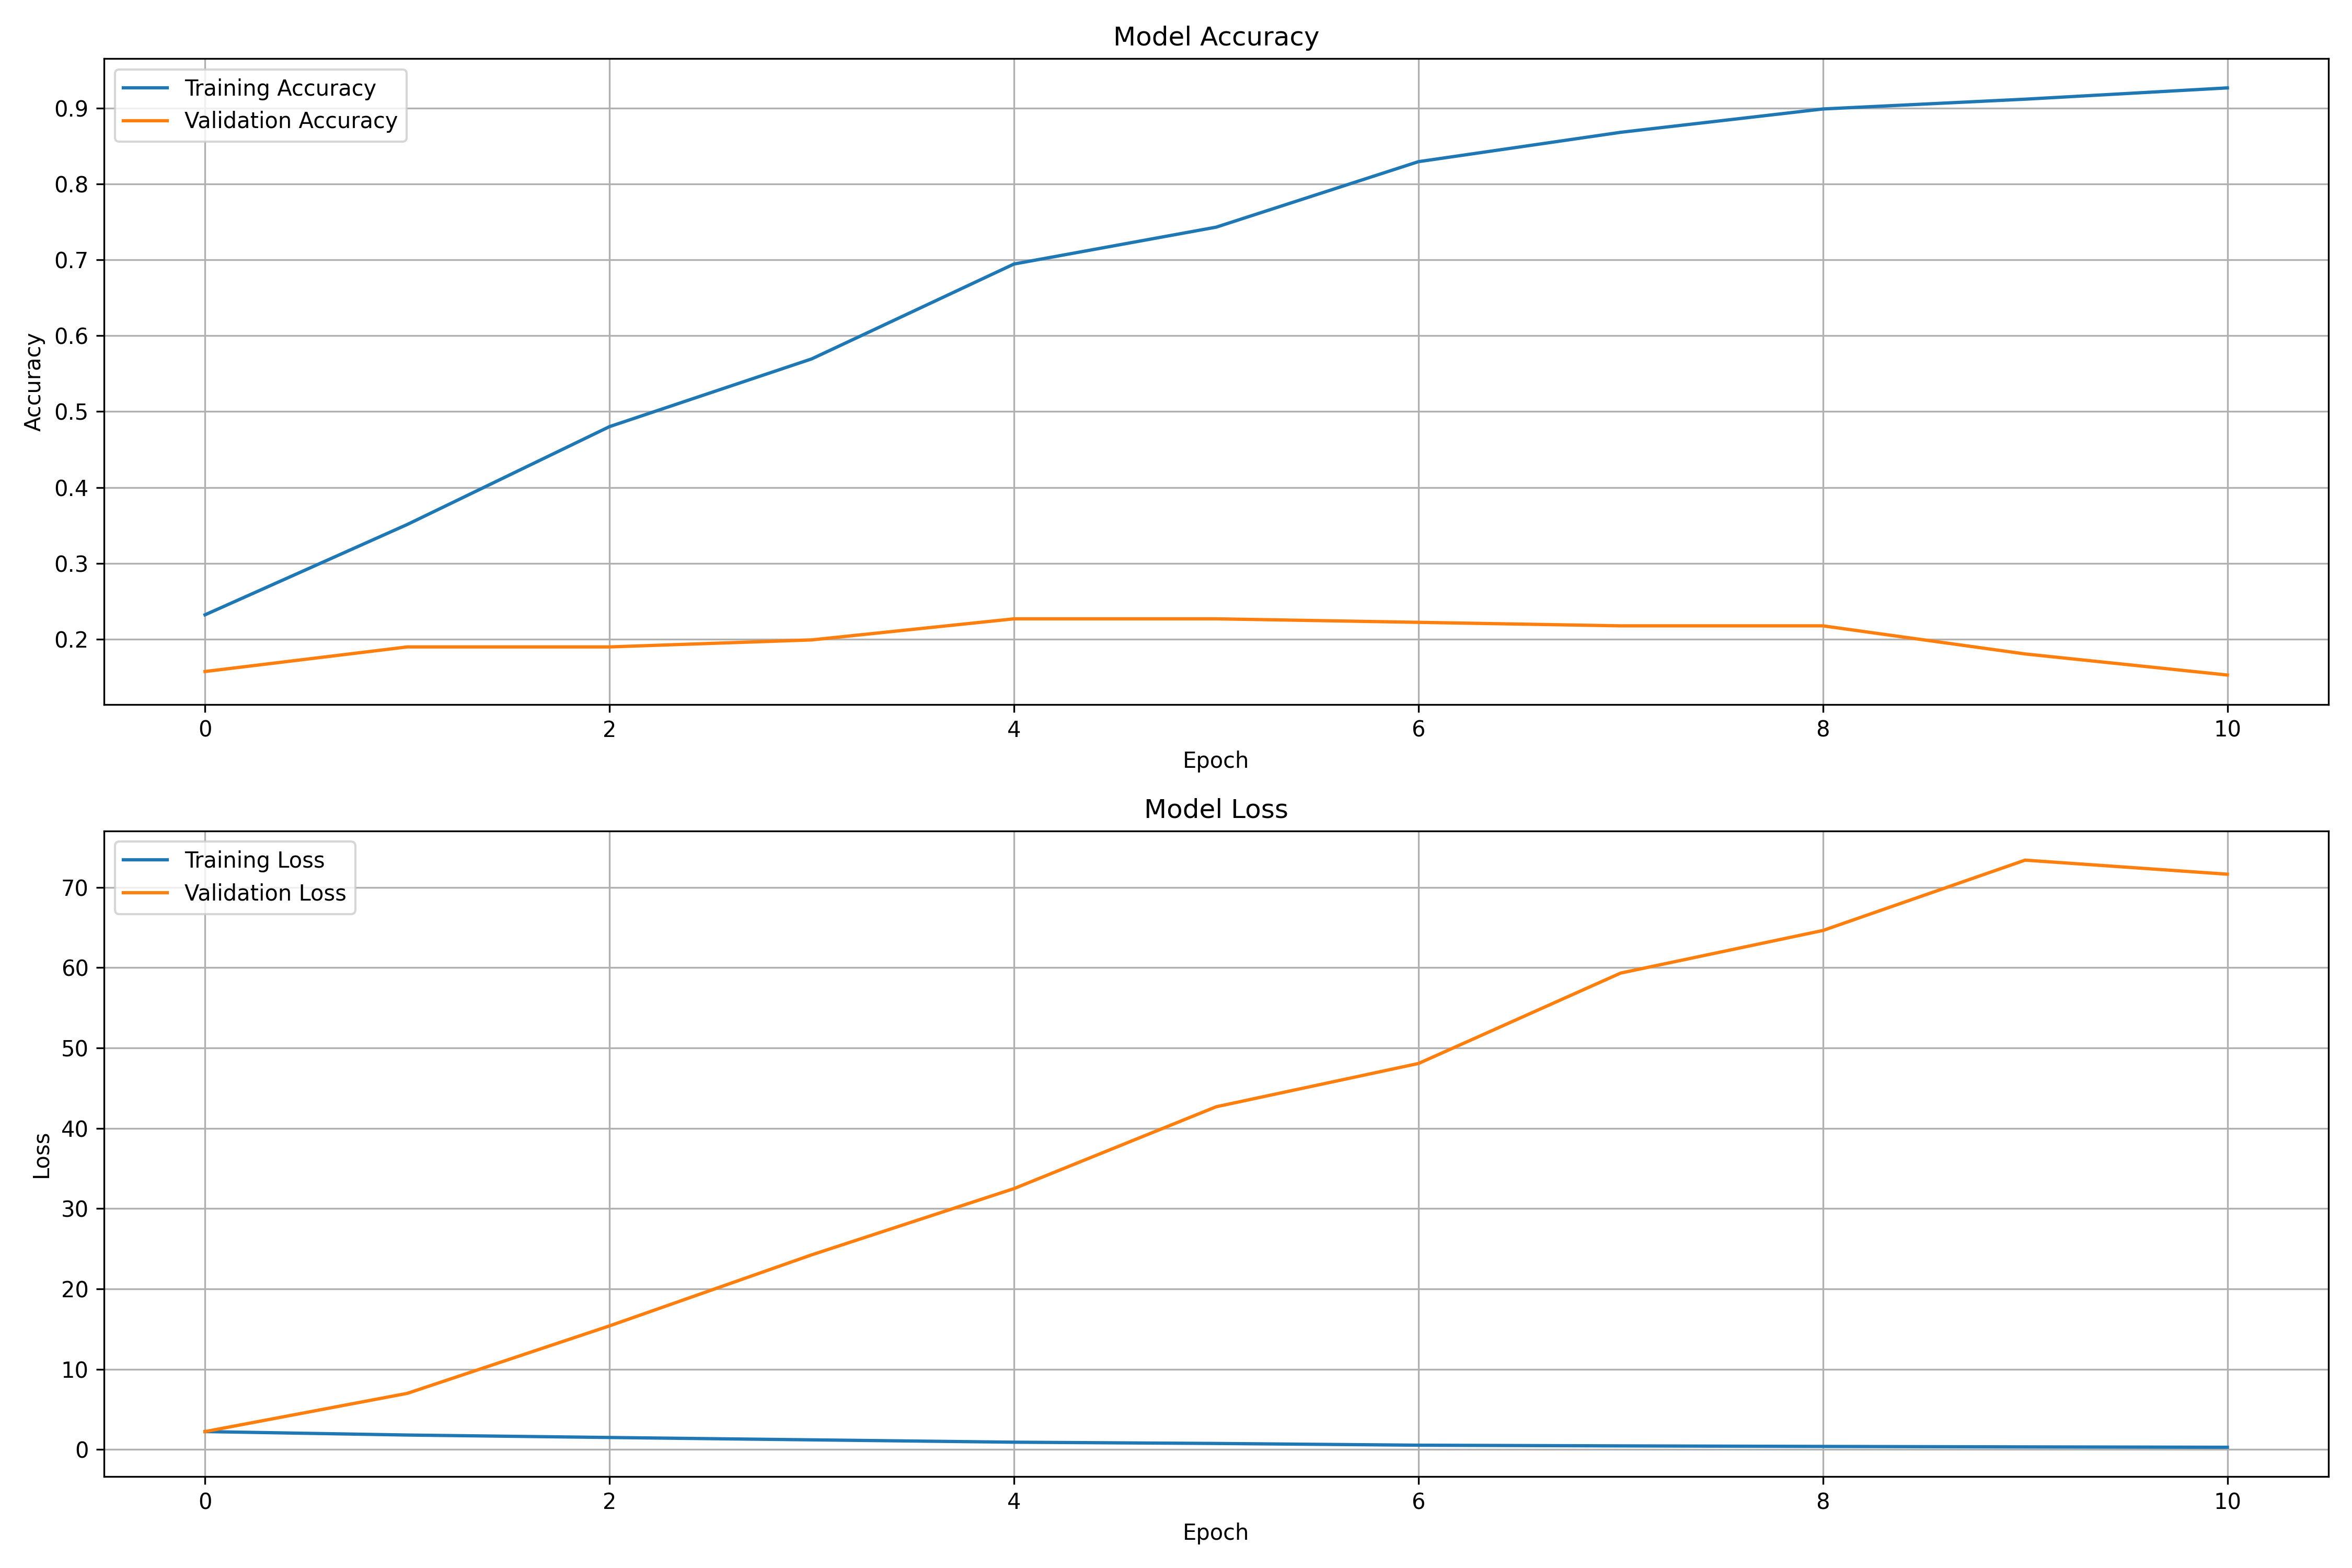 Model Accuracy
Training Accuracy
Validation Accuracy
0.9
0.8
0.7
0.6
0.5
0.4
0.3
0.2
Accuracy
0 2 4 6 8 10
Epoch
Model Loss
Training Loss
Validation Loss
70
60
50
40
30
20
10
0
Loss
0 2 4 6 8 10
Epoch